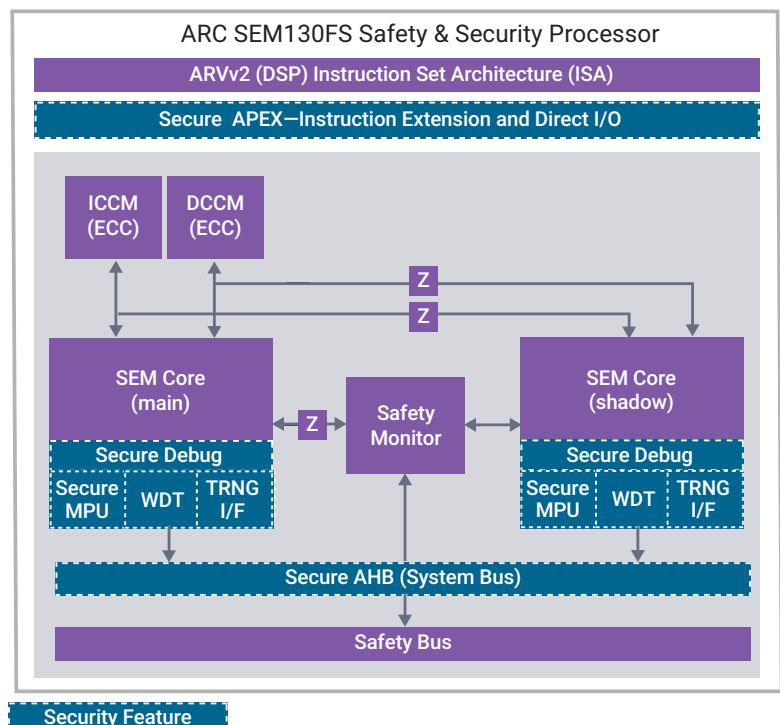 ARC SEM130FS Safety & Security Processor
ARVv2 (DSP) Instruction Set Architecture (ISA)
Secure APEX—Instruction Extension and Direct I/O
ICCM
(ECC)
DCCM
(ECC)
Z
Z
SEM Core
(main)
Z
Safety
Monitor
SEM Core
(shadow)
Secure Debug
Secure
MPU
WDT
TRNG
I/F
Secure Debug
Secure
MPU
WDT
TRNG
I/F
Secure AHB (System Bus)
Safety Bus
Security Feature